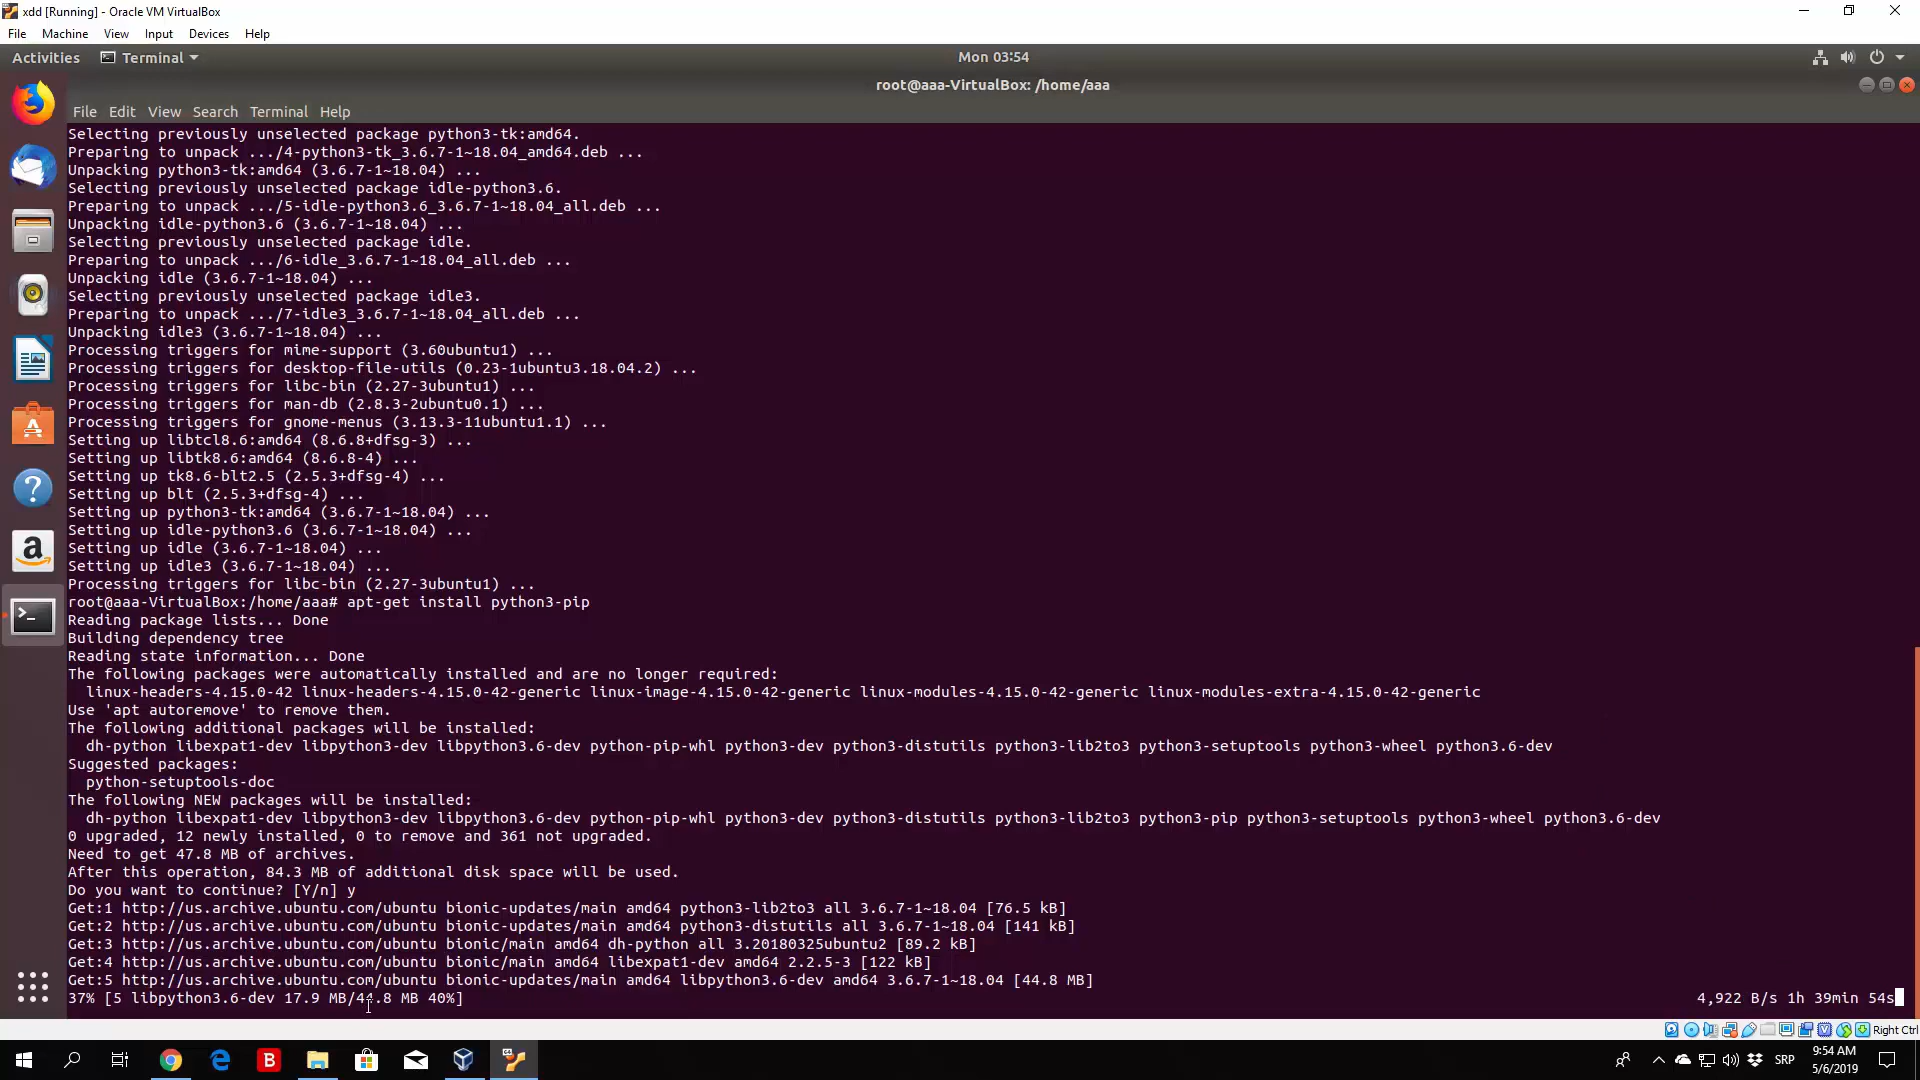 xdd [Running] - Oracle VM VirtualBox
File Machine View Input Devices Help
Activities Terminal Mon 03:54
root@aaa-VirtualBox: /home/aaa
File Edit View Search Terminal Help
Selecting previously unselected package python3-tk:amd64.
Preparing to unpack .../4-python3-tk_3.6.7-1~18.04_amd64.deb ...
Unpacking python3-tk:amd64 (3.6.7-1~18.04) ...
Selecting previously unselected package idle-python3.6.
Preparing to unpack .../5-idle-python3.6_3.6.7-1~18.04_all.deb ...
Unpacking idle-python3.6 (3.6.7-1~18.04) ...
Selecting previously unselected package idle.
Preparing to unpack .../6-idle_3.6.7-1~18.04_all.deb ...
Unpacking idle (3.6.7-1~18.04) ...
Selecting previously unselected package idle3.
Preparing to unpack .../7-idle3_3.6.7-1~18.04_all.deb ...
Unpacking idle3 (3.6.7-1~18.04) ...
Processing triggers for mime-support (3.60ubuntu1) ...
Processing triggers for desktop-file-utils (0.23-1ubuntu3.18.04.2) ...
Processing triggers for libc-bin (2.27-3ubuntu1) ...
Processing triggers for man-db (2.8.3-2ubuntu0.1) ...
Processing triggers for gnome-menus (3.13.3-11ubuntu1.1) ...
Setting up libtcl8.6:amd64 (8.6.8+dfsg-3) ...
Setting up libtk8.6:amd64 (8.6.8-4) ...
Setting up tk8.6-blt2.5 (2.5.3+dfsg-4) ...
Setting up blt (2.5.3+dfsg-4) ...
Setting up python3-tk:amd64 (3.6.7-1~18.04) ...
Setting up idle-python3.6 (3.6.7-1~18.04) ...
Setting up idle (3.6.7-1~18.04) ...
Setting up idle3 (3.6.7-1~18.04) ...
Processing triggers for libc-bin (2.27-3ubuntu1) ...
root@aaa-VirtualBox:/home/aaa# apt-get install python3-pip
Reading package lists... Done
Building dependency tree
Reading state information... Done
The following packages were automatically installed and are no longer required:
linux-headers-4.15.0-42 linux-headers-4.15.0-42-generic linux-image-4.15.0-42-generic linux-modules-4.15.0-42-generic linux-modules-extra-4.15.0-42-generic
Use 'apt autoremove' to remove them.
The following additional packages will be installed:
dh-python libexpat1-dev libpython3-dev libpython3.6-dev python-pip-whl python3-dev python3-distutils python3-lib2to3 python3-setuptools python3-wheel python3.6-dev
Suggested packages:
python-setuptools-doc
The following NEW packages will be installed:
dh-python libexpat1-dev libpython3-dev libpython3.6-dev python-pip-whl python3-dev python3-distutils python3-lib2to3 python3-pip python3-setuptools python3-wheel python3.6-dev
0 upgraded, 12 newly installed, 0 to remove and 361 not upgraded.
Need to get 47.8 MB of archives.
After this operation, 84.3 MB of additional disk space will be used.
Do you want to continue? [Y/n] y
Get:1 http://us.archive.ubuntu.com/ubuntu bionic-updates/main amd64 python3-lib2to3 all 3.6.7-1~18.04 [76.5 kB]
Get:2 http://us.archive.ubuntu.com/ubuntu bionic-updates/main amd64 python3-distutils all 3.6.7-1~18.04 [141 kB]
Get:3 http://us.archive.ubuntu.com/ubuntu bionic/main amd64 dh-python all 3.20180325ubuntu2 [89.2 kB]
Get:4 http://us.archive.ubuntu.com/ubuntu bionic/main amd64 libexpat1-dev amd64 2.2.5-3 [122 kB]
Get:5 http://us.archive.ubuntu.com/ubuntu bionic-updates/main amd64 libpython3.6-dev amd64 3.6.7-1~18.04 [44.8 MB]
37% [5 libpython3.6-dev 17.9 MB/44.8 MB 40%] 4,922 B/s 1h 39min 54s
Right Ctrl
SRP 9:54 AM
5/6/2019